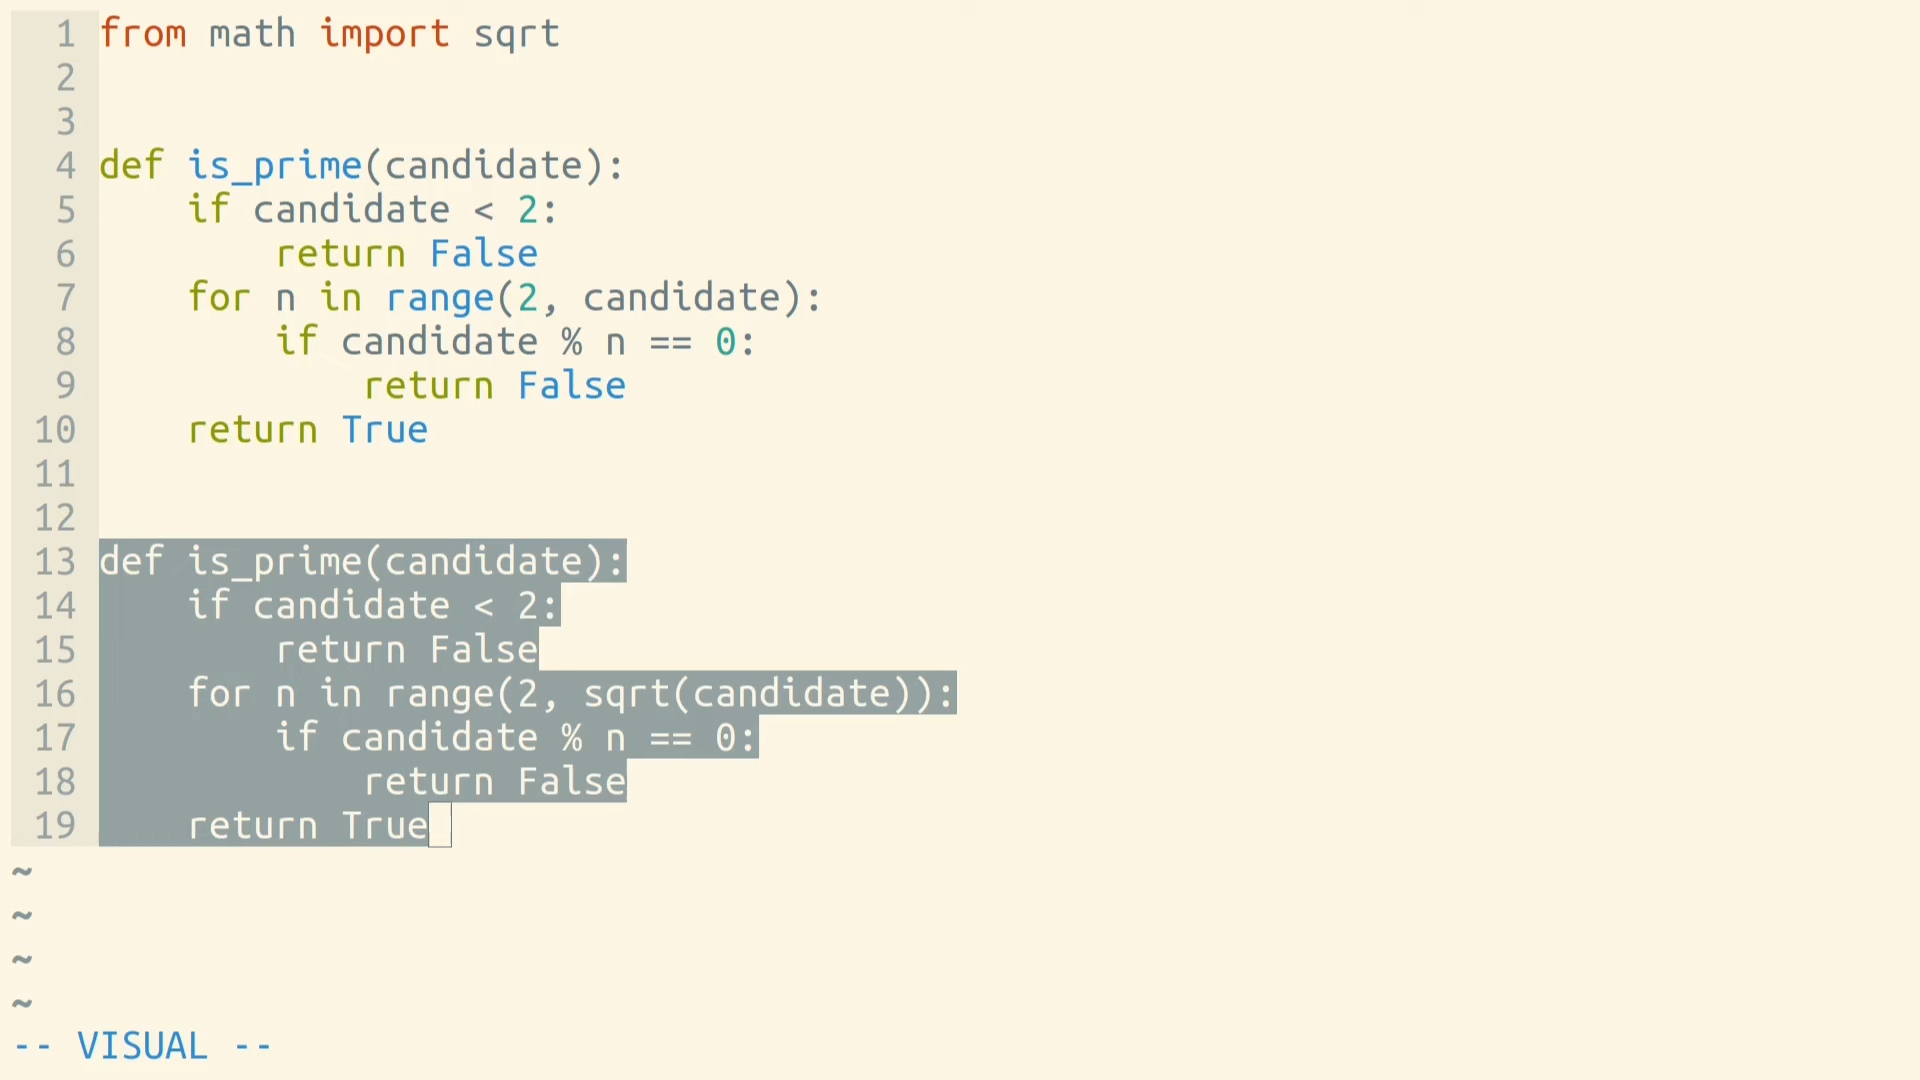 1 from math import sqrt
2
3
4 def is_prime(candidate):
5     if candidate < 2:
6         return False
7     for n in range(2, candidate):
8         if candidate % n == 0:
9             return False
10     return True
11
12
13 def is_prime(candidate):
14     if candidate < 2:
15         return False
16     for n in range(2, sqrt(candidate)):
17         if candidate % n == 0:
18             return False
19     return True
~
~
~
~
-- VISUAL --